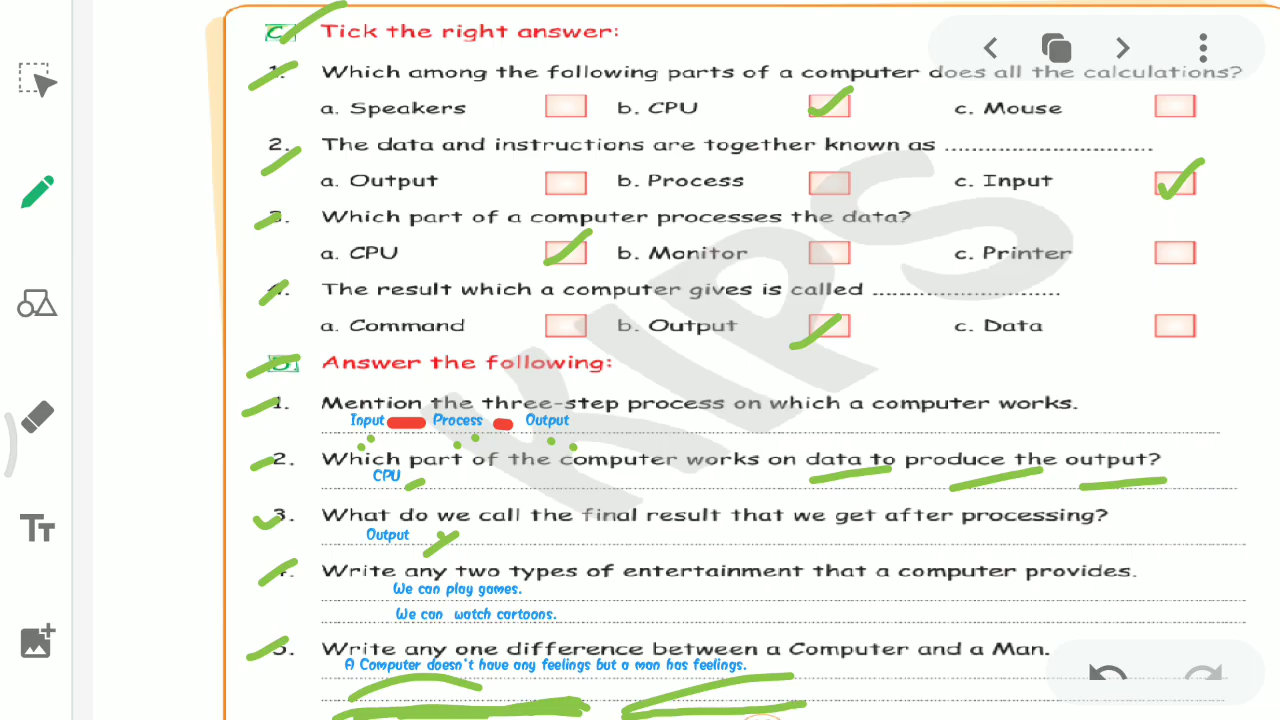 C. Tick the right answer:
1. Which among the following parts of a computer does all the calculations?
a. Speakers b. CPU c. Mouse
2. The data and instructions are together known as ..............................
a. Output b. Process c. Input
3. Which part of a computer processes the data?
a. CPU b. Monitor c. Printer
4. The result which a computer gives is called ...........................
a. Command b. Output c. Data
D. Answer the following:
1. Mention the three-step process on which a computer works.
Input Process Output
2. Which part of the computer works on data to produce the output?
CPU
3. What do we call the final result that we get after processing?
Output
4. Write any two types of entertainment that a computer provides.
We can play games.
We can watch cartoons.
5. Write any one difference between a Computer and a Man.
A Computer doesn't have any feelings but a man has feelings.
KIPS
TT